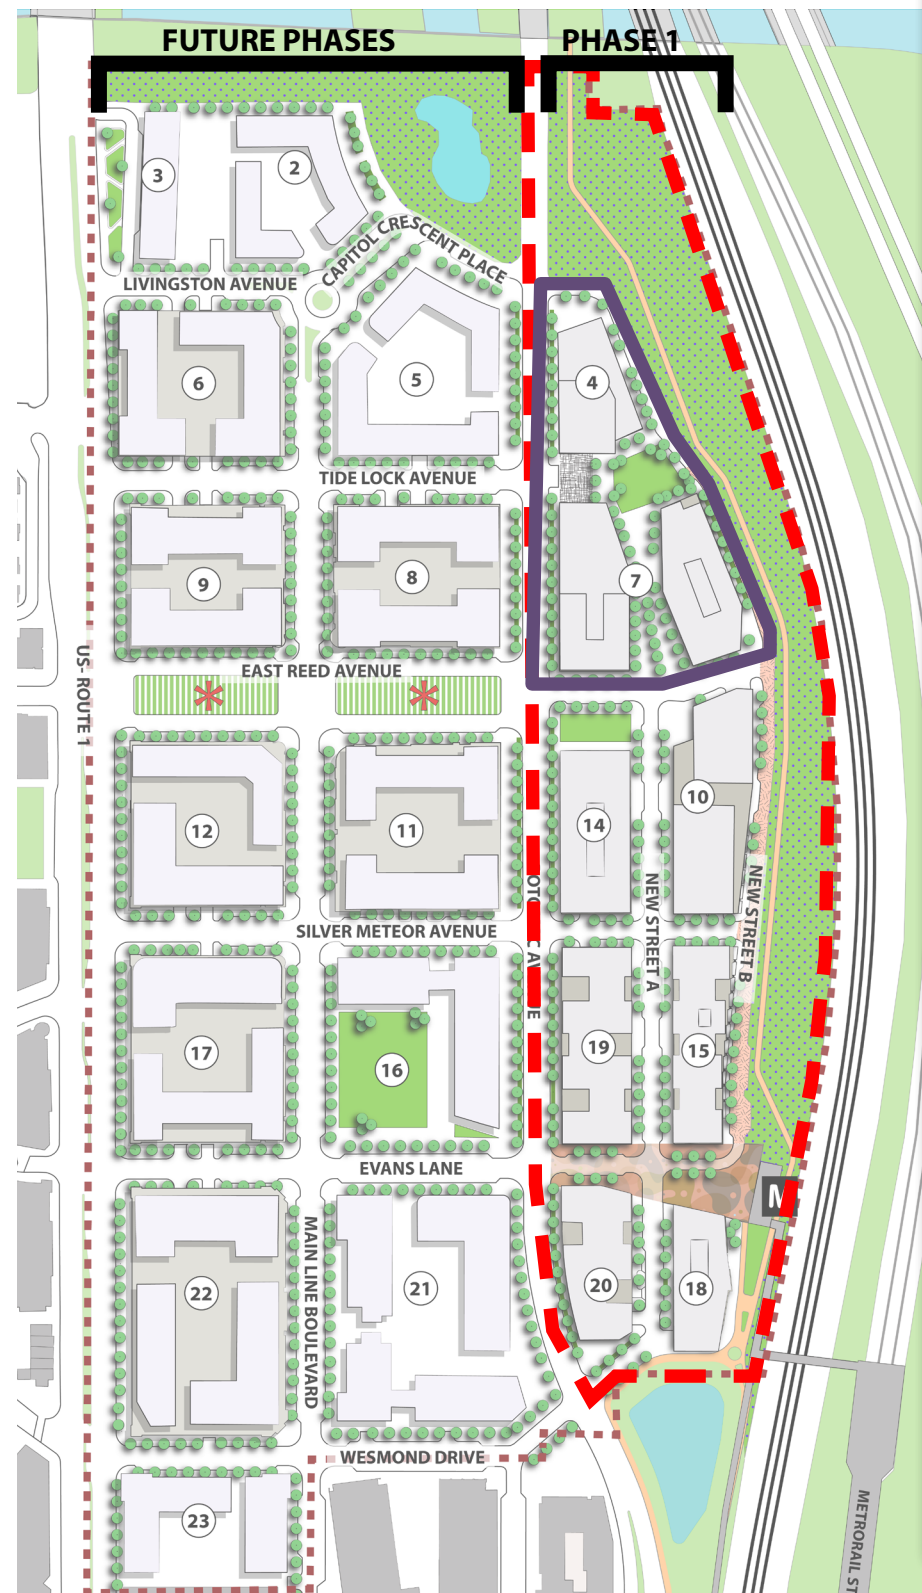 FUTURE PHASES
PHASE 1
3
2
CAPITOL CRESCENT PLACE
LIVINGSTON AVENUE
6
5
4
TIDE LOCK AVENUE
9
8
7
EAST REED AVENUE
US- ROUTE 1
12
11
14
10
NEW STREET A
NEW STREET B
SILVER METEOR AVENUE
17
16
19
15
EVANS LANE
M
MAIN LINE BOULEVARD
22
21
20
18
WESMOND DRIVE
23
METRORAIL ST